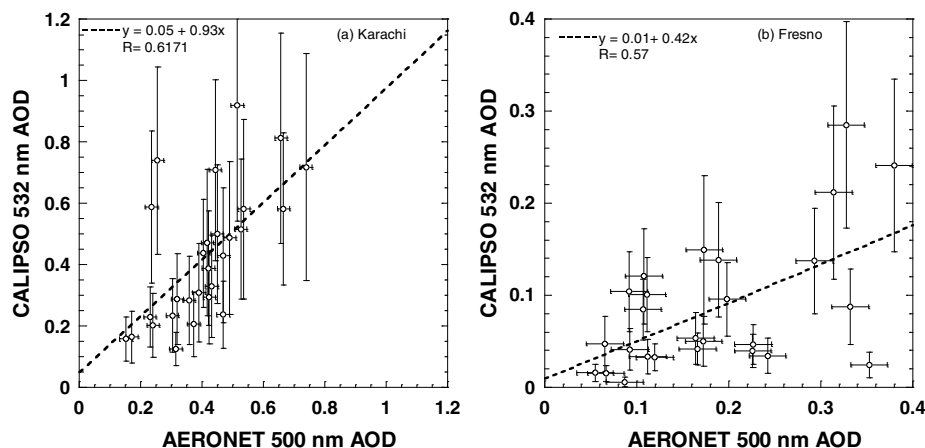 1.2
1
0.8
0.6
0.4
0.2
0
y = 0.05 + 0.93x
R= 0.6171
(a) Karachi
CALIPSO 532 nm AOD
0 0.2 0.4 0.6 0.8 1 1.2
AERONET 500 nm AOD
0.4
0.3
0.2
0.1
0
y = 0.01+ 0.42x
R= 0.57
(b) Fresno
CALIPSO 532 nm AOD
0 0.1 0.2 0.3 0.4
AERONET 500 nm AOD